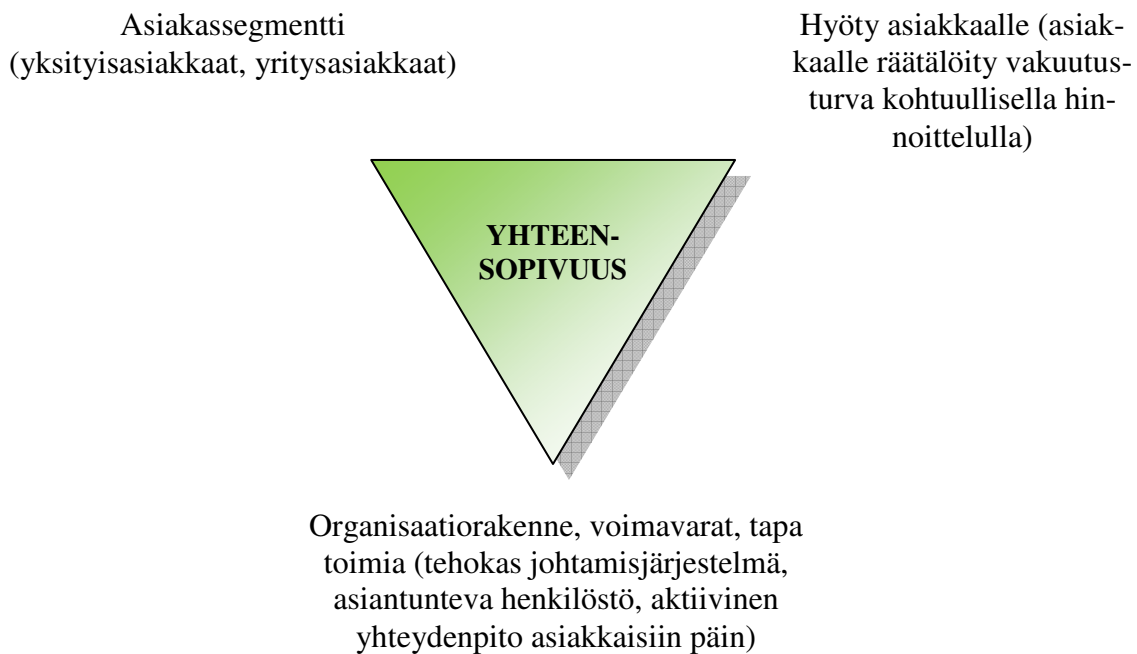 Asiakassegmentti
(yksityisasiakkaat, yritysasiakkaat)
Hyöty asiakkaalle (asiak-
kaalle räätälöity vakuutus-
turva kohtuullisella hin-
noittelulla)
YHTEEN-
SOPIVUUS
Organisaatiorakenne, voimavarat, tapa
toimia (tehokas johtamisjärjestelmä,
asiantunteva henkilöstö, aktiivinen
yhteydenpito asiakkaisiin päin)